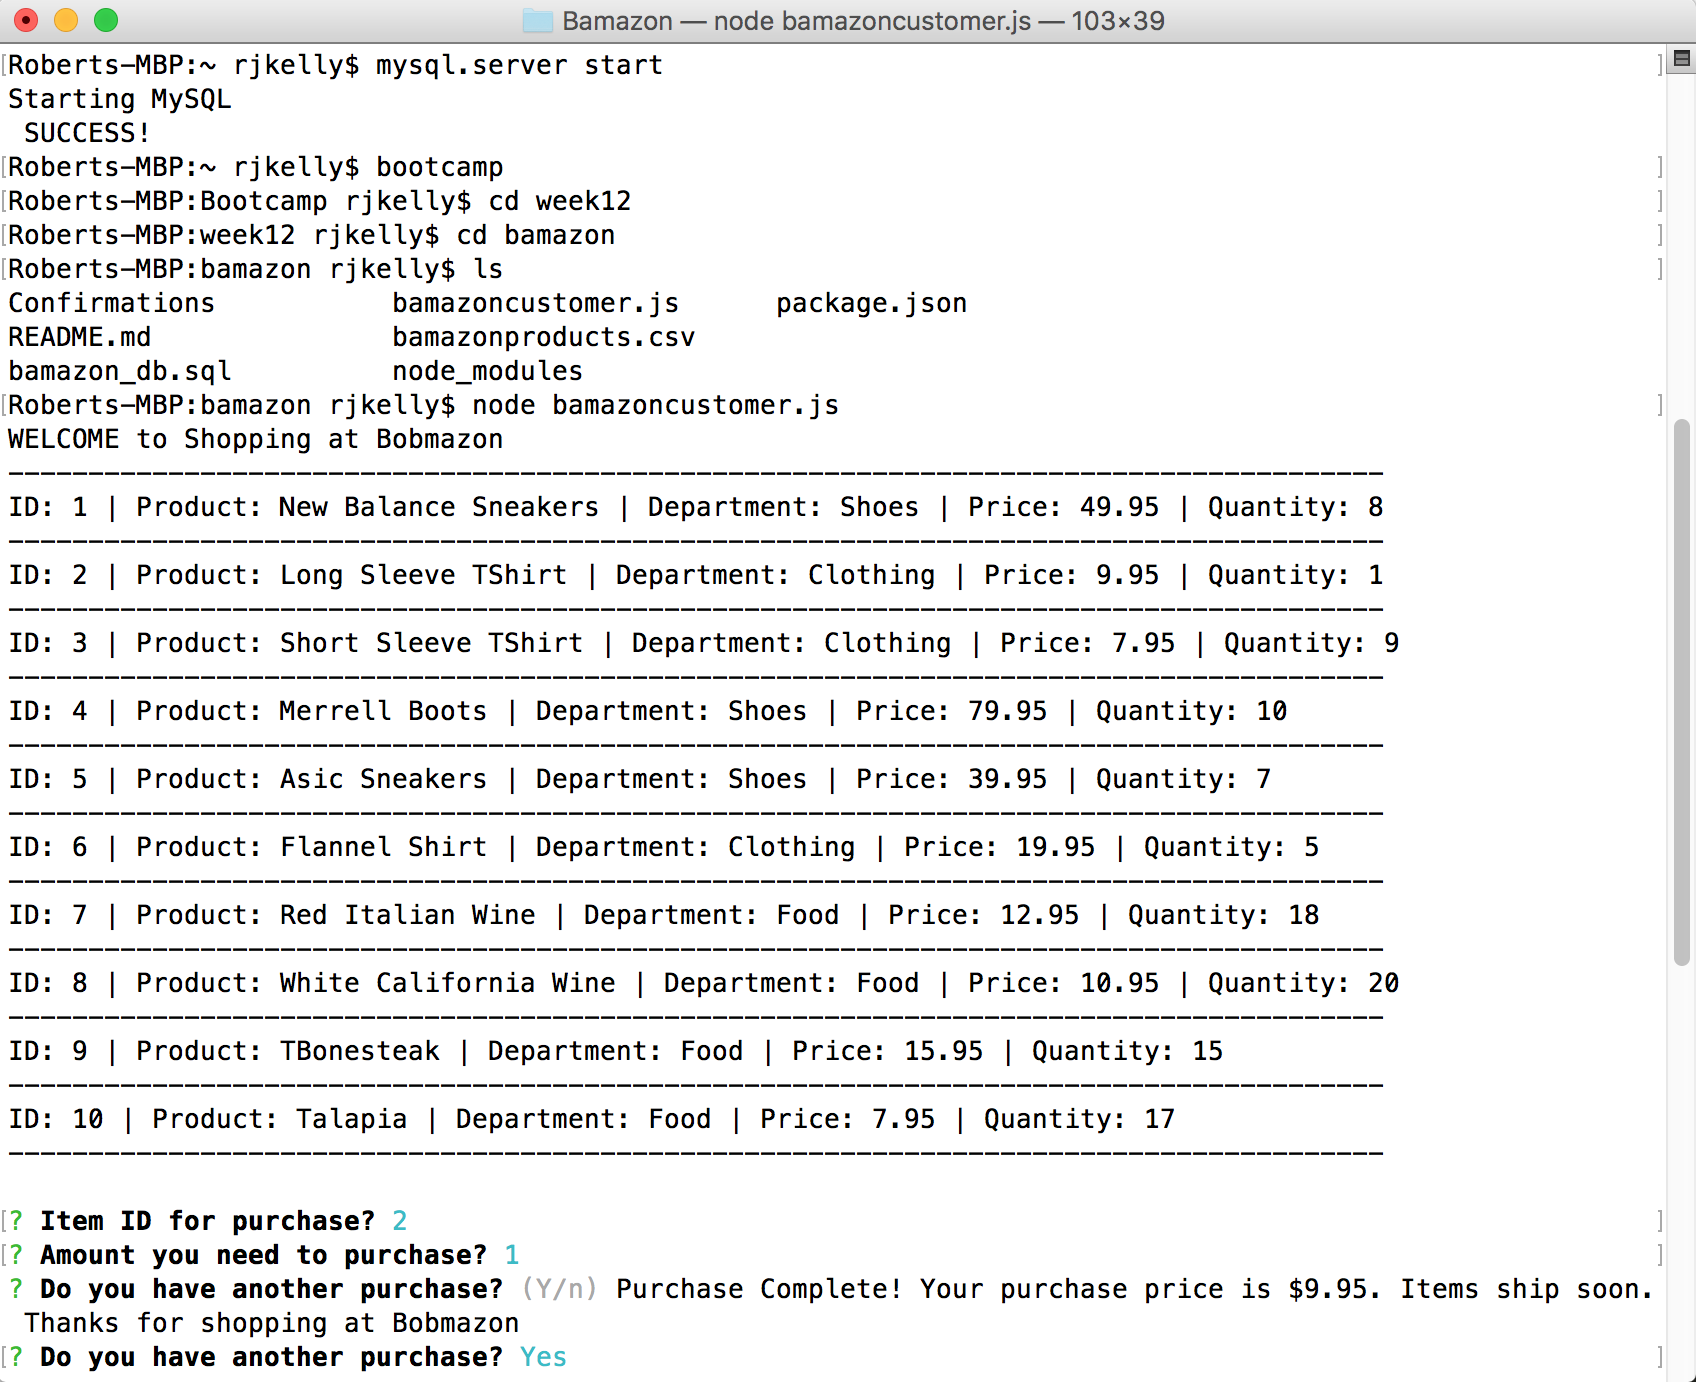 Bamazon — node bamazoncustomer.js — 103×39
[Roberts-MBP:~ rjkelly$ mysql.server start ]
Starting MySQL
 SUCCESS!
[Roberts-MBP:~ rjkelly$ bootcamp ]
[Roberts-MBP:Bootcamp rjkelly$ cd week12 ]
[Roberts-MBP:week12 rjkelly$ cd bamazon ]
[Roberts-MBP:bamazon rjkelly$ ls ]
Confirmations           bamazoncustomer.js      package.json
README.md               bamazonproducts.csv
bamazon_db.sql          node_modules
[Roberts-MBP:bamazon rjkelly$ node bamazoncustomer.js ]
WELCOME to Shopping at Bobmazon
--------------------------------------------------------------------------------------
ID: 1 | Product: New Balance Sneakers | Department: Shoes | Price: 49.95 | Quantity: 8
--------------------------------------------------------------------------------------
ID: 2 | Product: Long Sleeve TShirt | Department: Clothing | Price: 9.95 | Quantity: 1
--------------------------------------------------------------------------------------
ID: 3 | Product: Short Sleeve TShirt | Department: Clothing | Price: 7.95 | Quantity: 9
--------------------------------------------------------------------------------------
ID: 4 | Product: Merrell Boots | Department: Shoes | Price: 79.95 | Quantity: 10
--------------------------------------------------------------------------------------
ID: 5 | Product: Asic Sneakers | Department: Shoes | Price: 39.95 | Quantity: 7
--------------------------------------------------------------------------------------
ID: 6 | Product: Flannel Shirt | Department: Clothing | Price: 19.95 | Quantity: 5
--------------------------------------------------------------------------------------
ID: 7 | Product: Red Italian Wine | Department: Food | Price: 12.95 | Quantity: 18
--------------------------------------------------------------------------------------
ID: 8 | Product: White California Wine | Department: Food | Price: 10.95 | Quantity: 20
--------------------------------------------------------------------------------------
ID: 9 | Product: TBonesteak | Department: Food | Price: 15.95 | Quantity: 15
--------------------------------------------------------------------------------------
ID: 10 | Product: Talapia | Department: Food | Price: 7.95 | Quantity: 17
--------------------------------------------------------------------------------------
[? Item ID for purchase? 2 ]
[? Amount you need to purchase? 1 ]
? Do you have another purchase? (Y/n) Purchase Complete! Your purchase price is $9.95. Items ship soon.
 Thanks for shopping at Bobmazon
[? Do you have another purchase? Yes ]